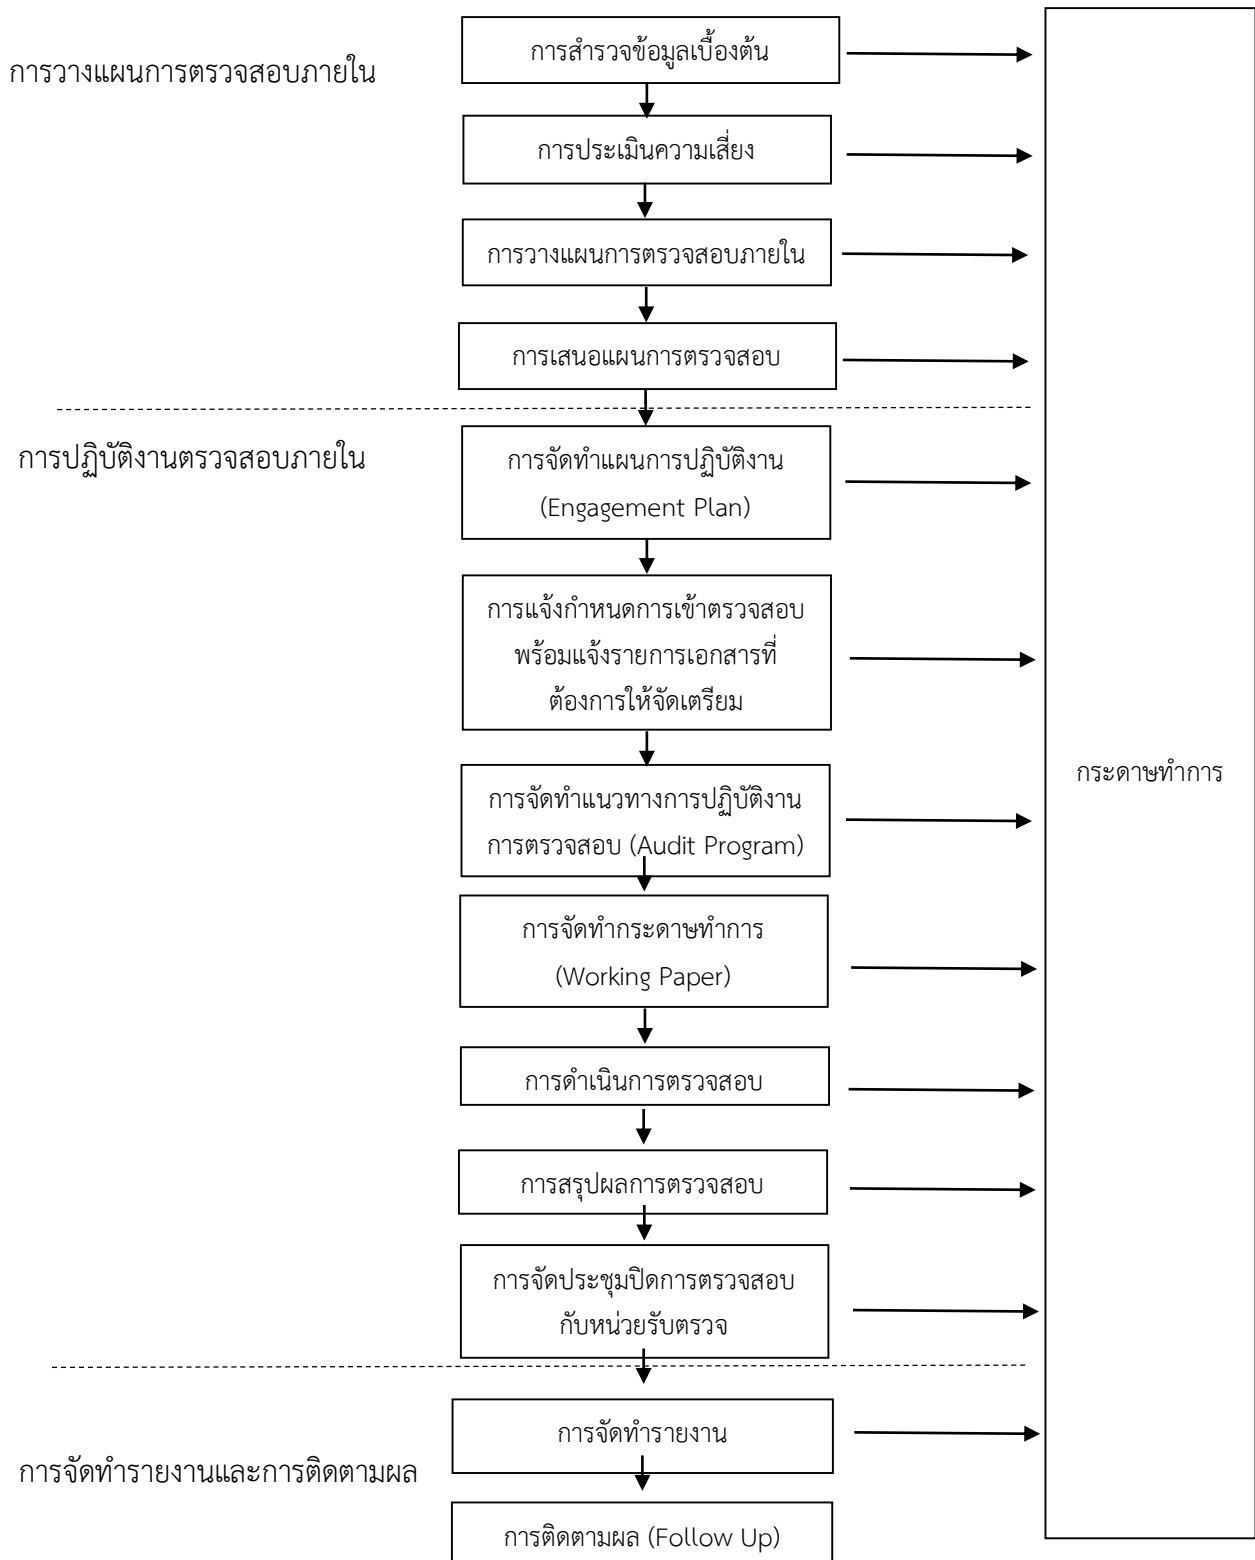 การวางแผนการตรวจสอบภายใน
การสำรวจข้อมูลเบื้องต้น
การประเมินความเสี่ยง
การวางแผนการตรวจสอบภายใน
การเสนอแผนการตรวจสอบ
การปฏิบัติงานตรวจสอบภายใน
การจัดทำแผนการปฏิบัติงาน
(Engagement Plan)
การแจ้งกำหนดการเข้าตรวจสอบ
พร้อมแจ้งรายการเอกสารที่
ต้องการให้จัดเตรียม
การจัดทำแนวทางการปฏิบัติงาน
การตรวจสอบ (Audit Program)
การจัดทำกระดาษทำการ
(Working Paper)
การดำเนินการตรวจสอบ
การสรุปผลการตรวจสอบ
การจัดประชุมปิดการตรวจสอบ
กับหน่วยรับตรวจ
การจัดทำรายงานและการติดตามผล
การจัดทำรายงาน
การติดตามผล (Follow Up)
กระดาษทำการ